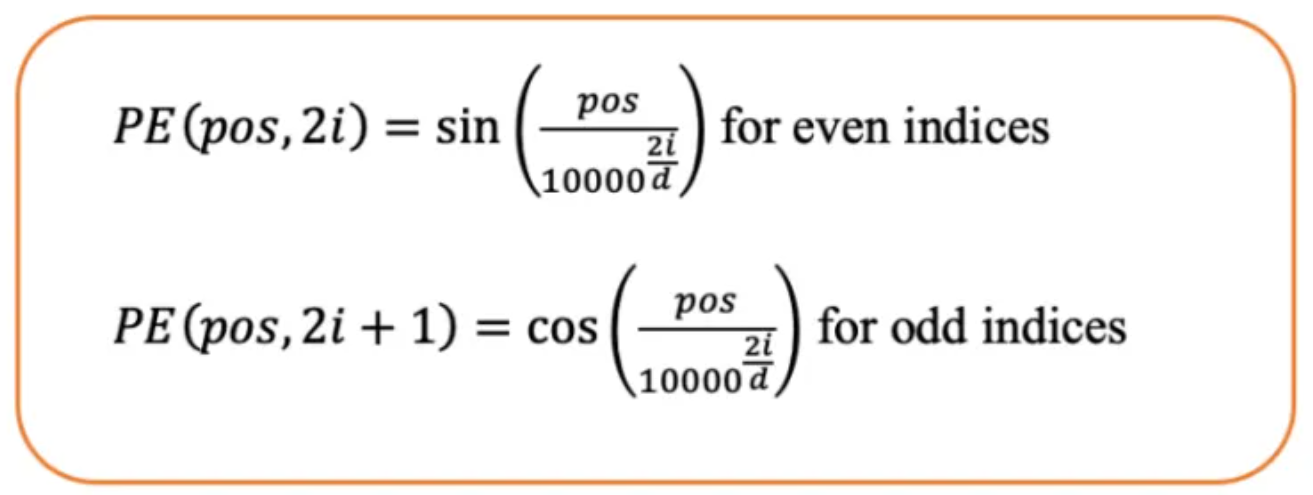 PE(pos, 2i) = sin(pos / 10000^(2i/d)) for even indices
PE(pos, 2i + 1) = cos(pos / 10000^(2i/d)) for odd indices